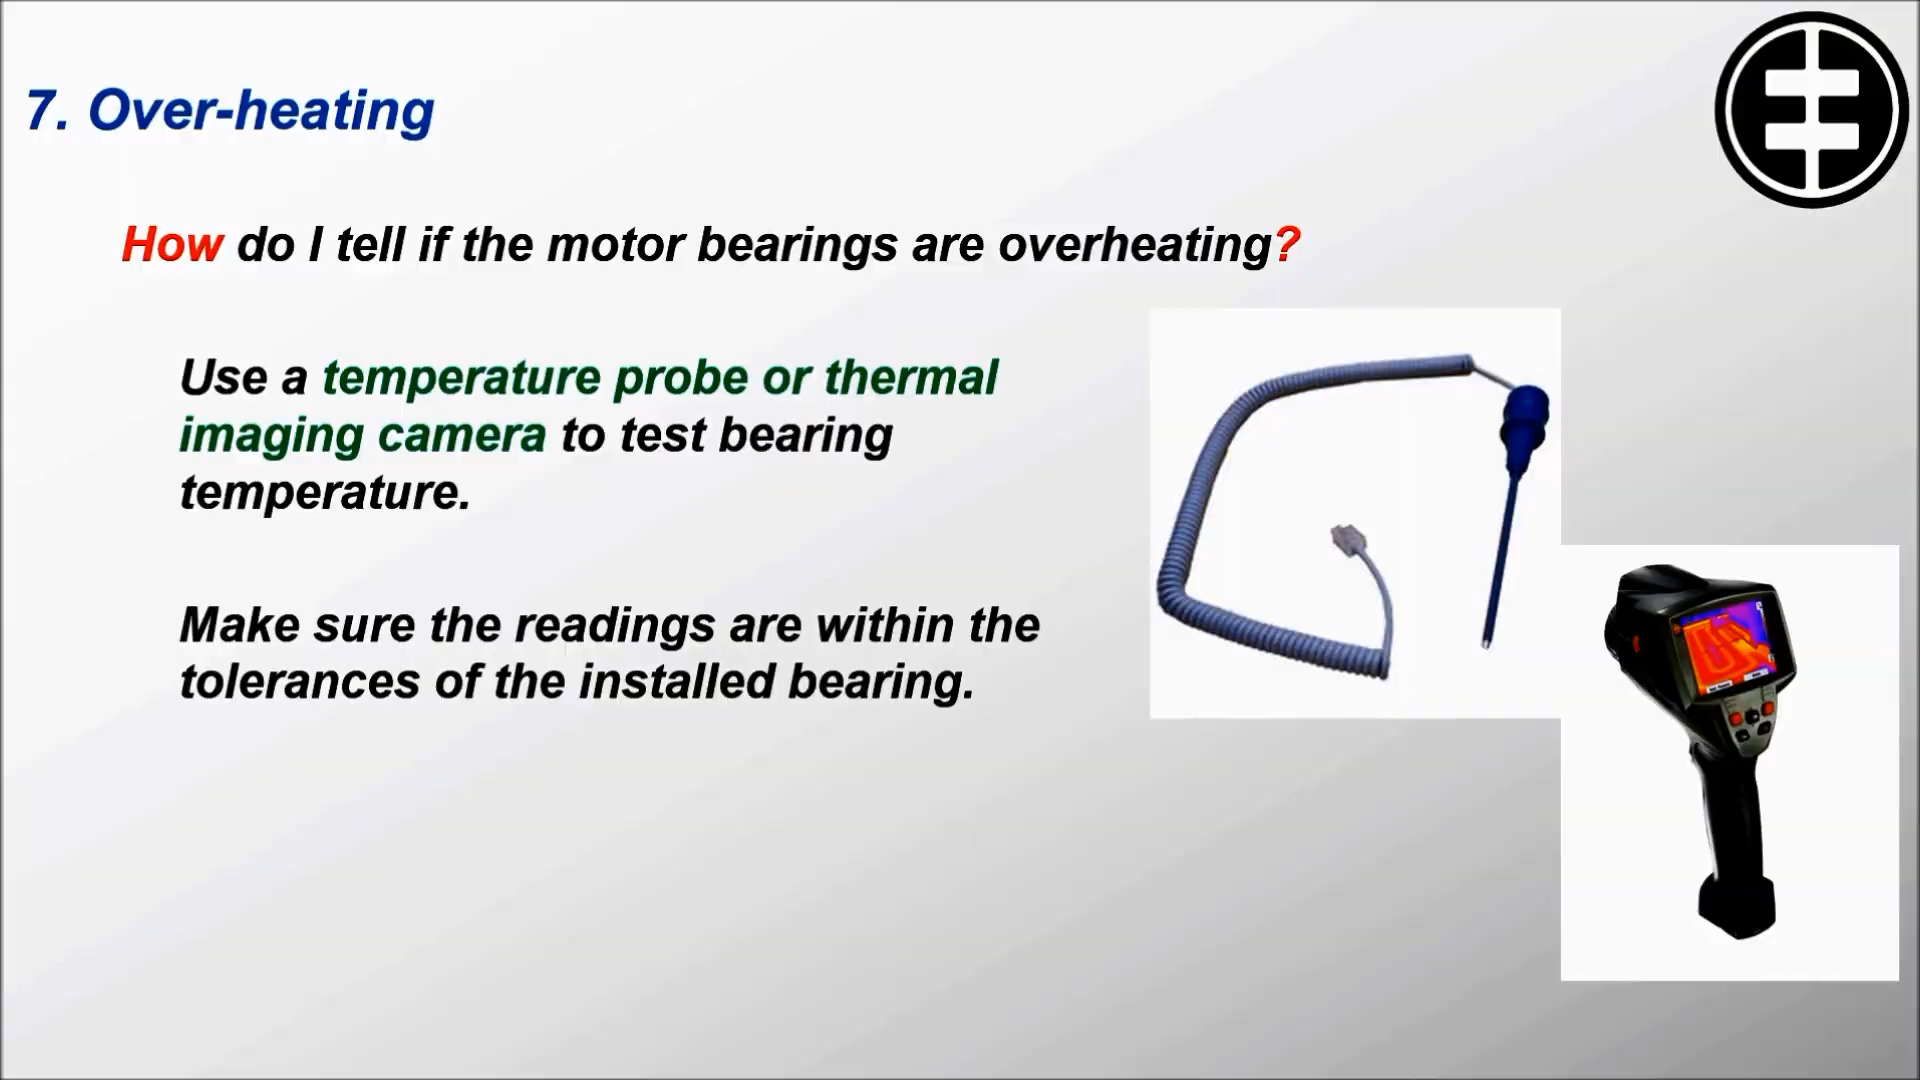 7. Over-heating
How do I tell if the motor bearings are overheating?
Use a temperature probe or thermal
imaging camera to test bearing
temperature.
Make sure the readings are within the
tolerances of the installed bearing.